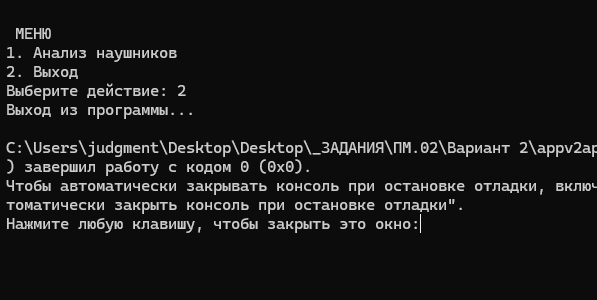 МЕНЮ
1. Анализ наушников
2. Выход
Выберите действие: 2
Выход из программы...
C:\Users\judgment\Desktop\Desktop\_ЗАДАНИЯ\ПМ.02\Вариант 2\appv2ap
) завершил работу с кодом 0 (0x0).
Чтобы автоматически закрывать консоль при остановке отладки, включ
томатически закрыть консоль при остановке отладки".
Нажмите любую клавишу, чтобы закрыть это окно: